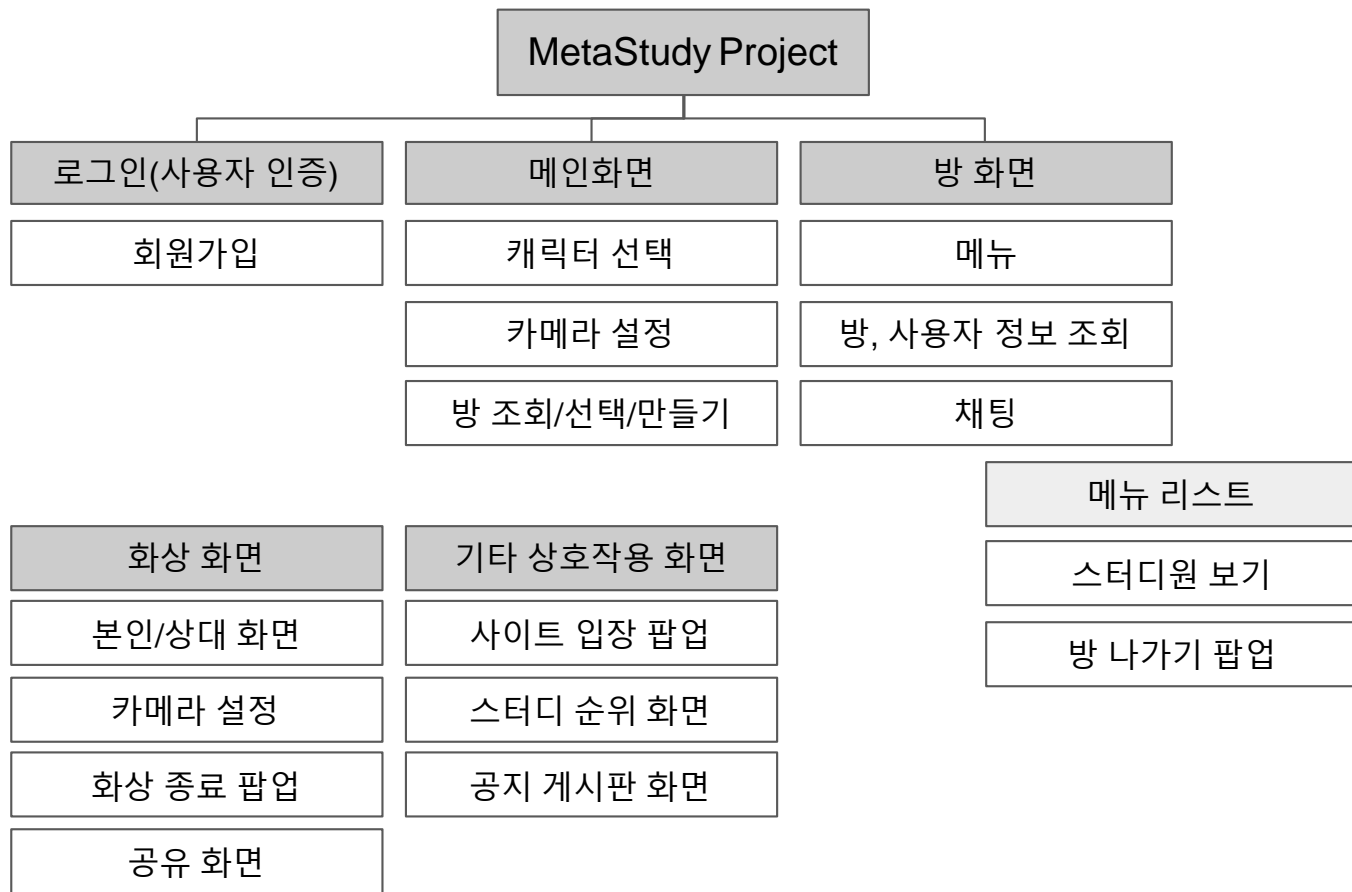 MetaStudy Project
로그인(사용자 인증)
회원가입
메인화면
캐릭터 선택
카메라 설정
방 조회/선택/만들기
방 화면
메뉴
방, 사용자 정보 조회
채팅
메뉴 리스트
스터디원 보기
방 나가기 팝업
화상 화면
본인/상대 화면
카메라 설정
화상 종료 팝업
공유 화면
기타 상호작용 화면
사이트 입장 팝업
스터디 순위 화면
공지 게시판 화면